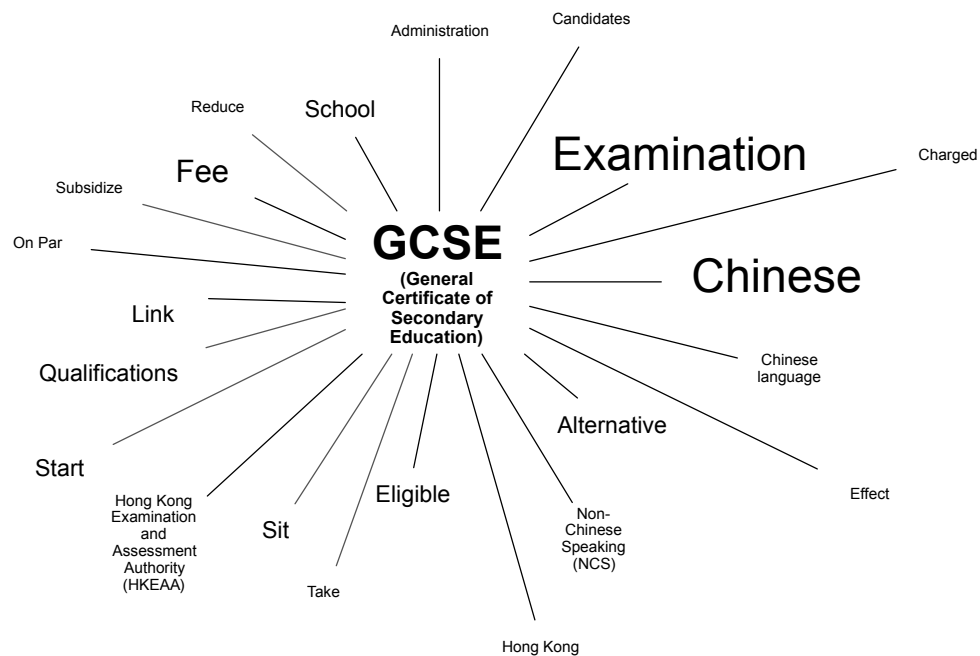 Administration
Candidates
Reduce
School
Examination
Charged
Fee
Subsidize
On Par
GCSE
(General
Certificate of
Secondary
Education)
Chinese
Link
Qualifications
Chinese
language
Alternative
Start
Eligible
Effect
Hong Kong
Examination
and
Assessment
Authority
(HKEAA)
Sit
Non-
Chinese
Speaking
(NCS)
Take
Hong Kong